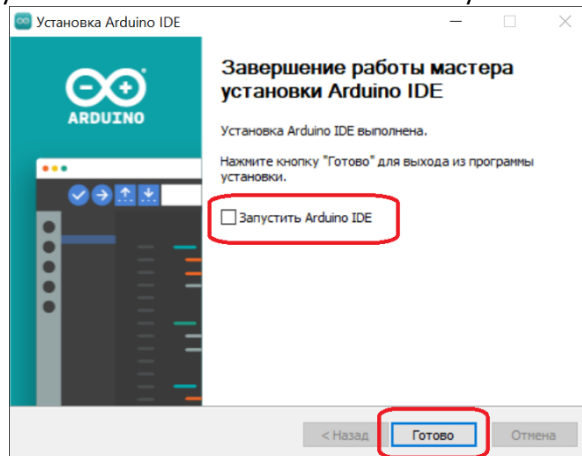 Установка Arduino IDE
ARDUINO
Завершение работы мастера
установки Arduino IDE
Установка Arduino IDE выполнена.
Нажмите кнопку "Готово" для выхода из программы
установки.
Запустить Arduino IDE
< Назад
Готово
Отмена